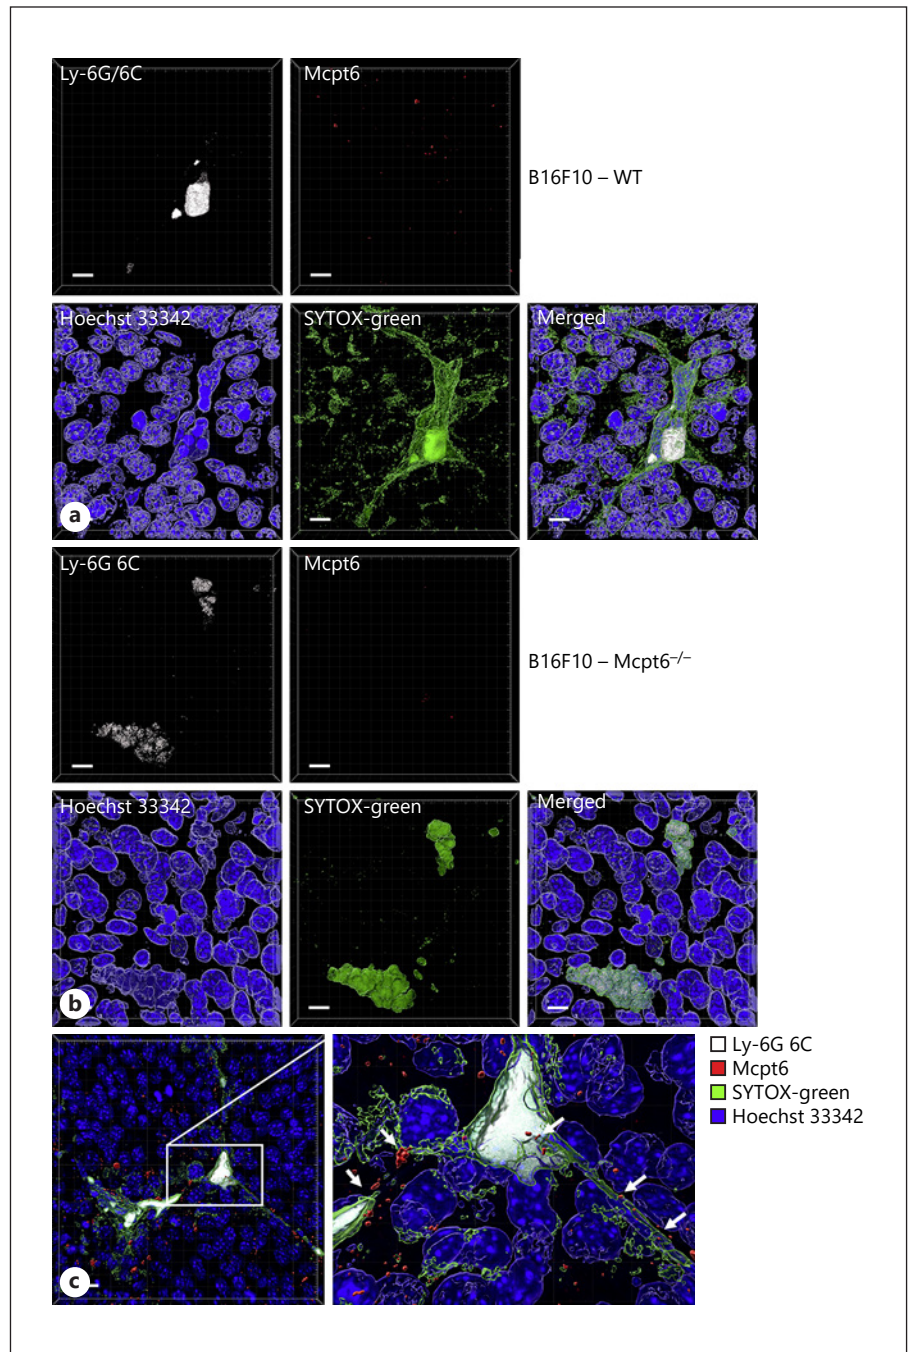 Ly-6G/6C
Mcpt6
B16F10 – WT
Hoechst 33342
SYTOX-green
Merged
a
Ly-6G 6C
Mcpt6
B16F10 – Mcpt6–/–
Hoechst 33342
SYTOX-green
Merged
b
Ly-6G 6C
Mcpt6
SYTOX-green
Hoechst 33342
c